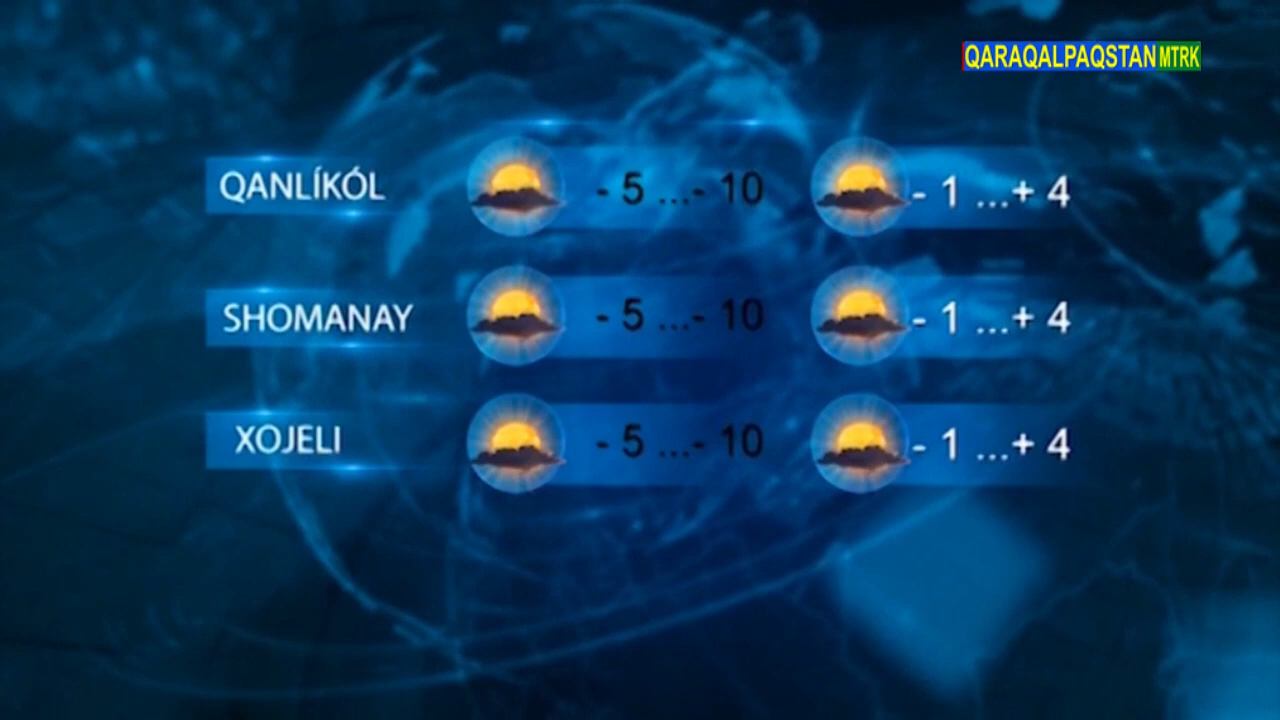 QARAQALPAQSTAN MTRK
QANLÍKÓL - 5 ...- 10 - 1 ...+ 4
SHOMANAY - 5 ...- 10 - 1 ...+ 4
XOJELI - 5 ...- 10 - 1 ...+ 4